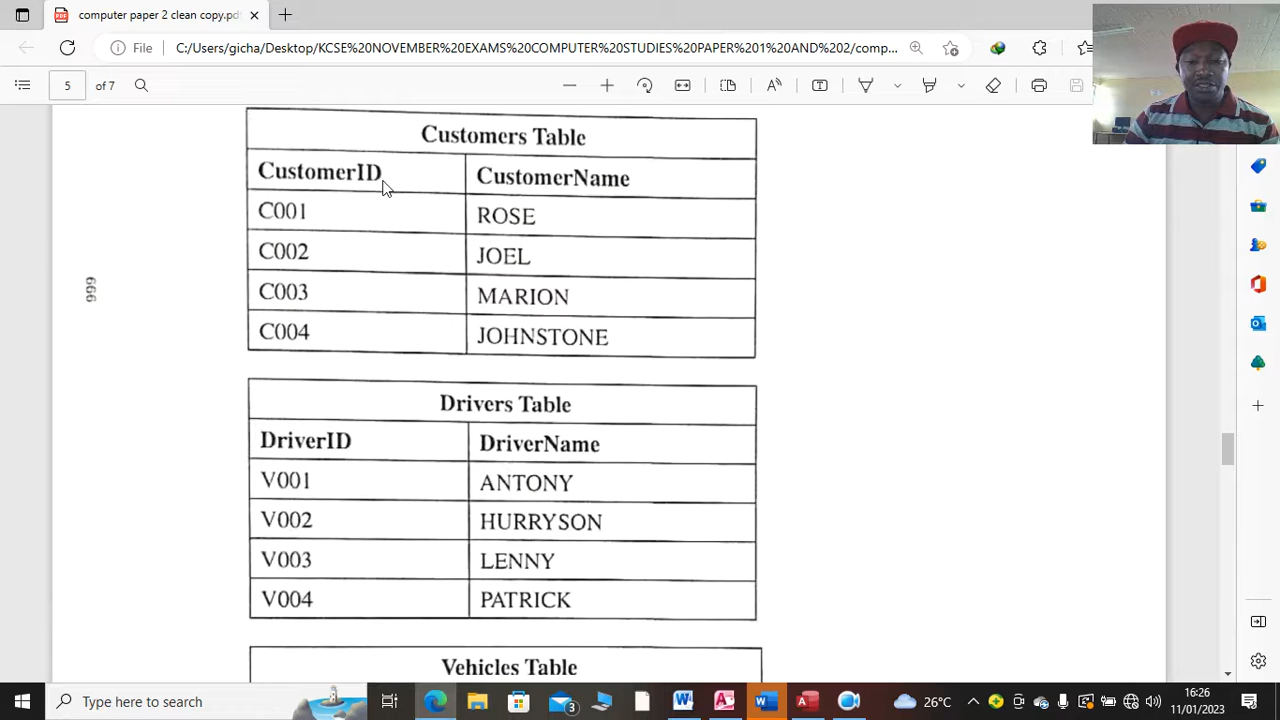 computer paper 2 clean copy.pdf
File
C:/Users/gicha/Desktop/KCSE%20NOVEMBER%20EXAMS%20COMPUTER%20STUDIES%20PAPER%201%20AND%202/comp...
5 of 7
Customers Table
CustomerID CustomerName
C001 ROSE
C002 JOEL
C003 MARION
C004 JOHNSTONE
666
Drivers Table
DriverID DriverName
V001 ANTONY
V002 HURRYSON
V003 LENNY
V004 PATRICK
Vehicles Table
Type here to search
3
26°C
16:26
11/01/2023